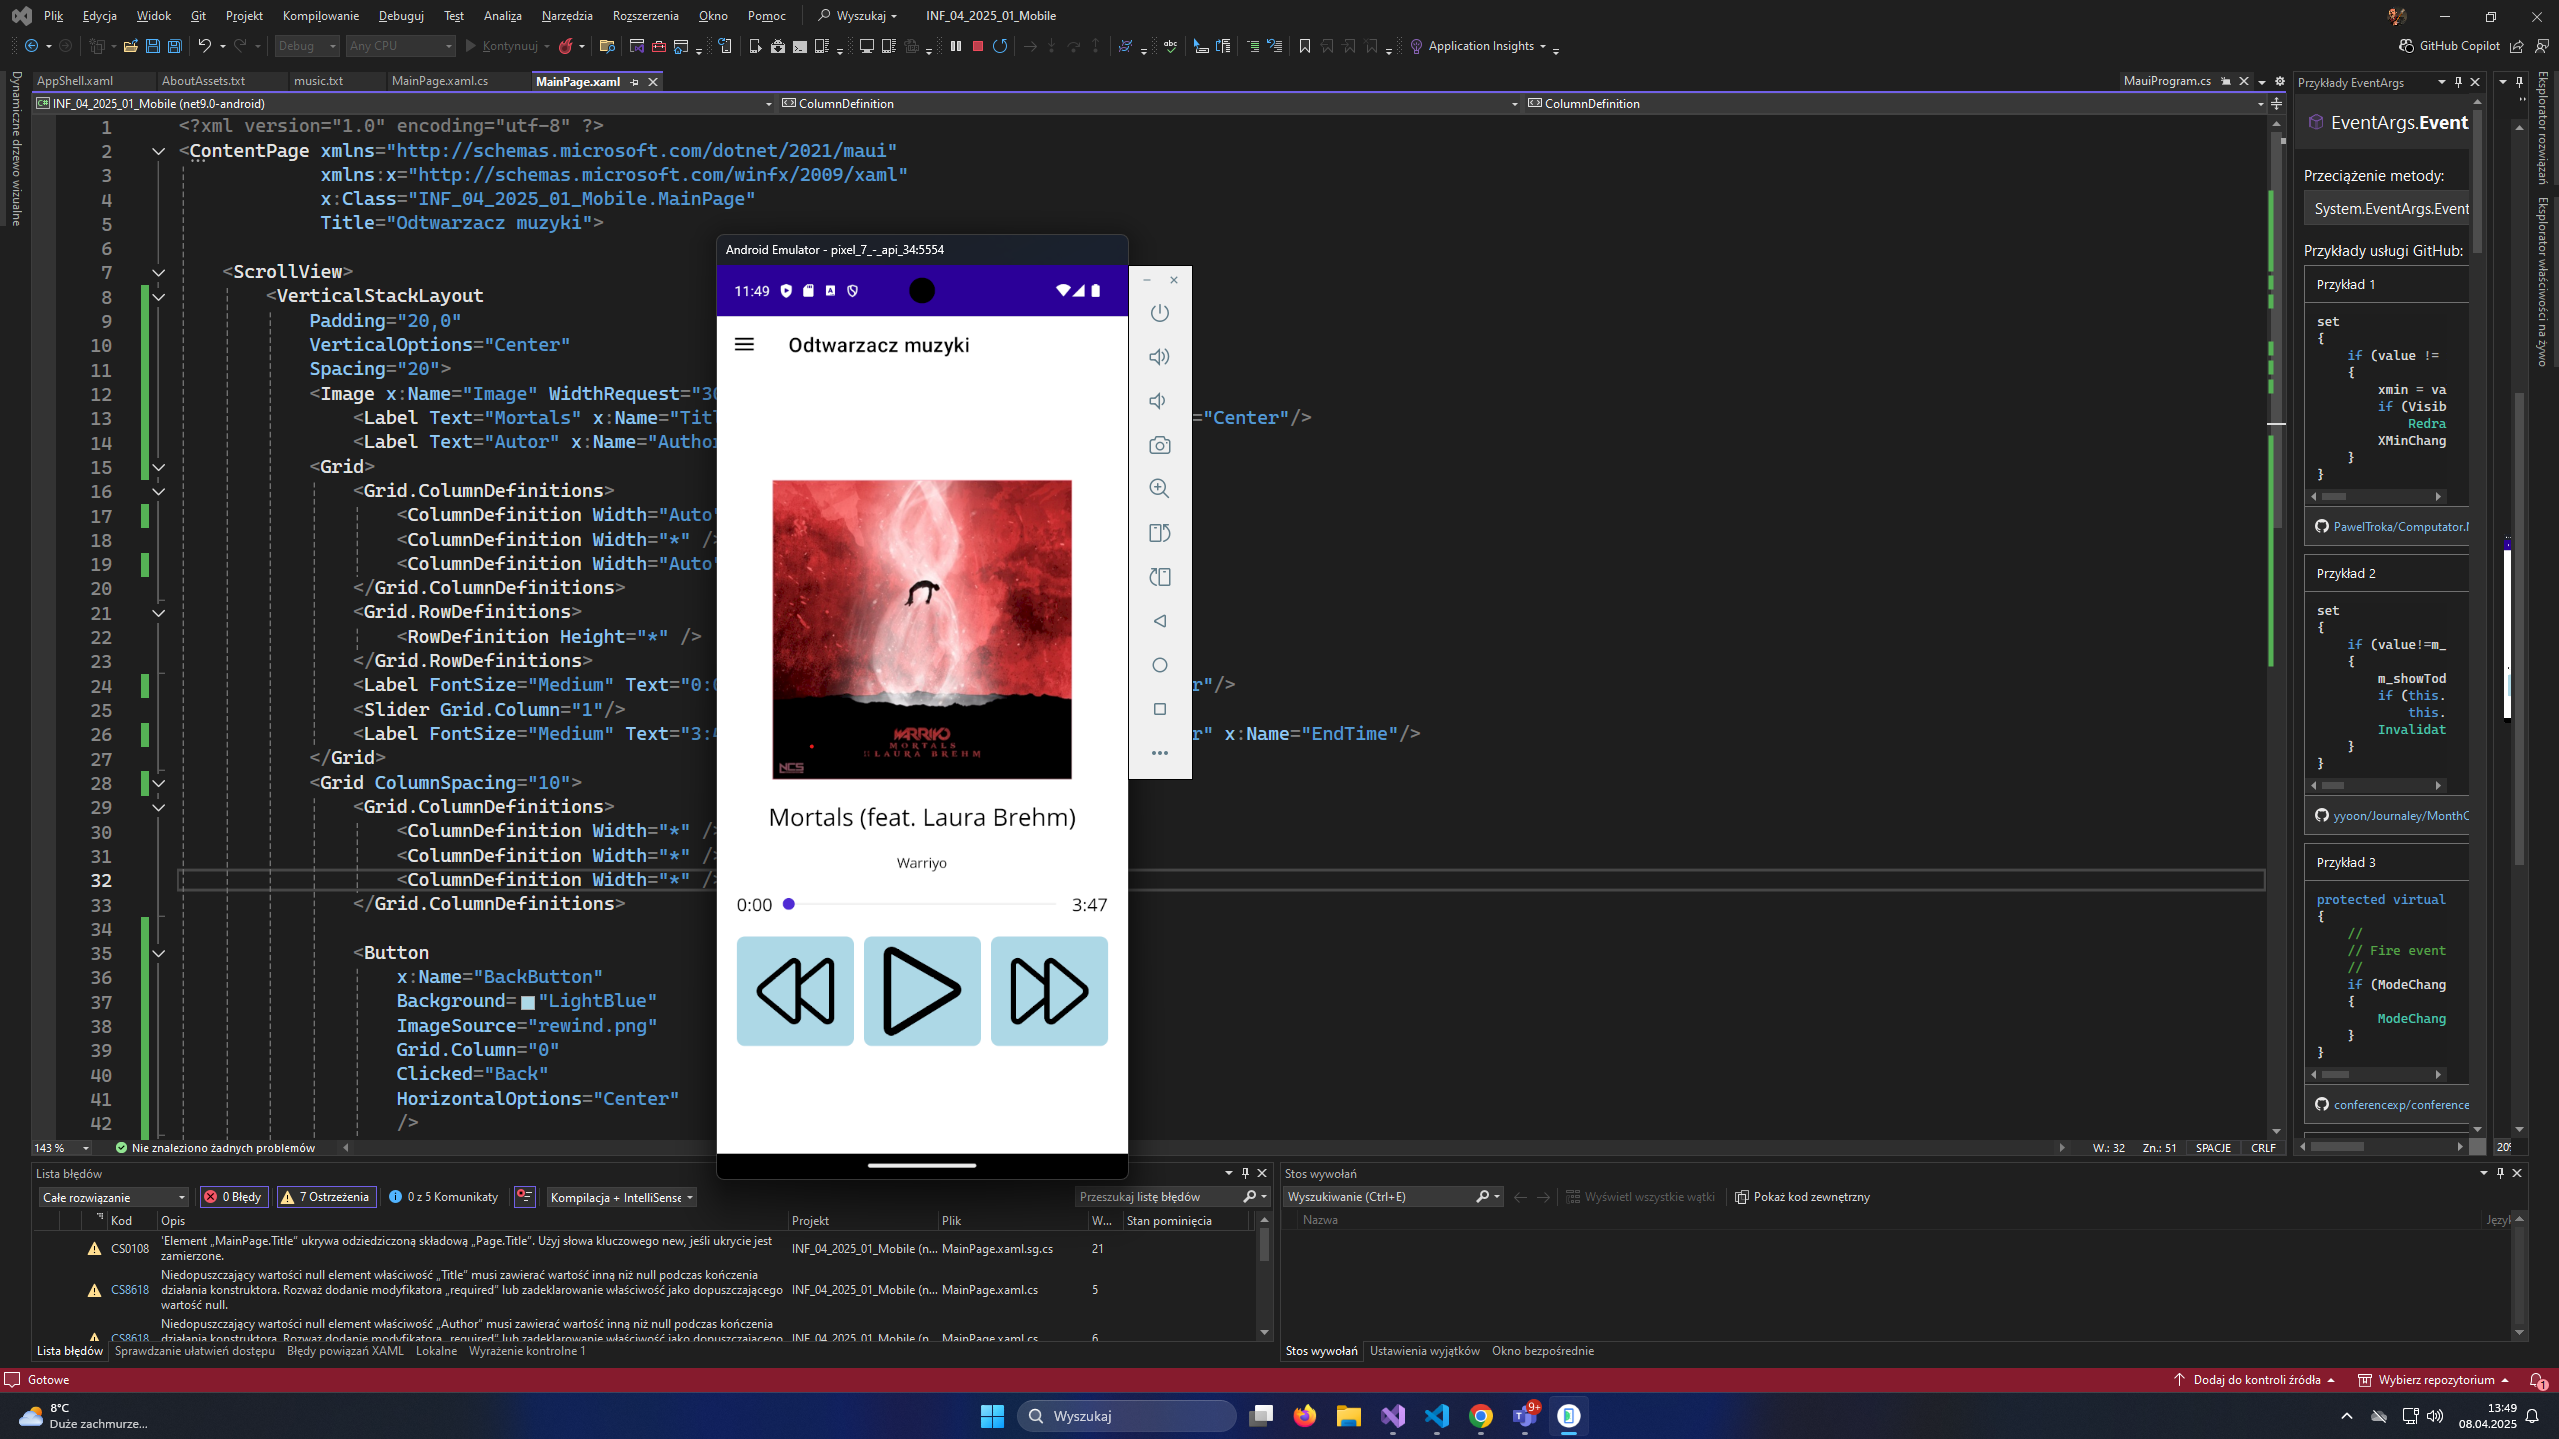 Plik Edycja Widok Git Projekt Kompilowanie Debuguj Test Analiza Narzędzia Rozszerzenia Okno Pomoc Wyszukaj INF_04_2025_01_Mobile
Debug Any CPU Kontynuuj Application Insights GitHub Copilot
AppShell.xaml AboutAssets.txt music.txt MainPage.xaml.cs MainPage.xaml MauiProgram.cs
INF_04_2025_01_Mobile (net9.0-android) ColumnDefinition ColumnDefinition
Dynamiczne drzewo wizualne
1 <?xml version="1.0" encoding="utf-8" ?>
2 <ContentPage xmlns="http://schemas.microsoft.com/dotnet/2021/maui"
3 xmlns:x="http://schemas.microsoft.com/winfx/2009/xaml"
4 x:Class="INF_04_2025_01_Mobile.MainPage"
5 Title="Odtwarzacz muzyki">
6
7 <ScrollView>
8 <VerticalStackLayout
9 Padding="20,0"
10 VerticalOptions="Center"
11 Spacing="20">
12 <Image x:Name="Image" WidthRequest="30
13 <Label Text="Mortals" x:Name="Titl ="Center"/>
14 <Label Text="Autor" x:Name="Author
15 <Grid>
16 <Grid.ColumnDefinitions>
17 <ColumnDefinition Width="Auto"
18 <ColumnDefinition Width="*" />
19 <ColumnDefinition Width="Auto"
20 </Grid.ColumnDefinitions>
21 <Grid.RowDefinitions>
22 <RowDefinition Height="*" />
23 </Grid.RowDefinitions>
24 <Label FontSize="Medium" Text="0:0 r"/>
25 <Slider Grid.Column="1"/>
26 <Label FontSize="Medium" Text="3:4 r" x:Name="EndTime"/>
27 </Grid>
28 <Grid ColumnSpacing="10">
29 <Grid.ColumnDefinitions>
30 <ColumnDefinition Width="*" />
31 <ColumnDefinition Width="*" />
32 <ColumnDefinition Width="*" />
33 </Grid.ColumnDefinitions>
34
35 <Button
36 x:Name="BackButton"
37 Background="LightBlue"
38 ImageSource="rewind.png"
39 Grid.Column="0"
40 Clicked="Back"
41 HorizontalOptions="Center"
42 />
143 % Nie znaleziono żadnych problemów W.: 32 Zn.: 51 SPACJE CRLF
Android Emulator - pixel_7_-_api_34:5554
11:49
Odtwarzacz muzyki
WARRIYO
MORTALS
LAURA BREHM
NCS
Mortals (feat. Laura Brehm)
Warriyo
0:00 3:47
Przykłady EventArgs
EventArgs.Event
Przeciążenie metody:
System.EventArgs.Event
Przykłady usługi GitHub:
Przykład 1
set
{
if (value !=
{
xmin = va
if (Visib
Redra
XMinChang
}
}
PawelTroka/Computator.N
Przykład 2
set
{
if (value!=m_
{
m_showTod
if (this.
this.
Invalidat
}
}
yyoon/Journaley/MonthC
Przykład 3
protected virtual
{
//
// Fire event
//
if (ModeChang
{
ModeChang
}
}
conferencexp/conference
20%
Eksplorator rozwiązań
Eksplorator właściwości na żywo
Lista błędów
Całe rozwiązanie 0 Błędy 7 Ostrzeżenia 0 z 5 Komunikaty Kompilacja + IntelliSense Przeszukaj listę błędów
Kod Opis Projekt Plik W... Stan pominięcia
CS0108 'Element „MainPage.Title” ukrywa odziedziczoną składową „Page.Title”. Użyj słowa kluczowego new, jeśli ukrycie jest zamierzone. INF_04_2025_01_Mobile (n... MainPage.xaml.sg.cs 21
CS8618 Niedopuszczający wartości null element właściwość „Title” musi zawierać wartość inną niż null podczas kończenia działania konstruktora. Rozważ dodanie modyfikatora „required” lub zadeklarowanie właściwość jako dopuszczającego wartość null. INF_04_2025_01_Mobile (n... MainPage.xaml.cs 5
CS8618 Niedopuszczający wartości null element właściwość „Author” musi zawierać wartość inną niż null podczas kończenia działania konstruktora. Rozważ dodanie modyfikatora „required” lub zadeklarowanie właściwość jako dopuszczającego INF_04_2025_01_Mobile (n... MainPage.xaml.cs 6
Lista błędów Sprawdzanie ułatwień dostępu Błędy powiązań XAML Lokalne Wyrażenie kontrolne 1
Stos wywołań
Wyszukiwanie (Ctrl+E) Wyświetl wszystkie wątki Pokaż kod zewnętrzny
Nazwa Język
Stos wywołań Ustawienia wyjątków Okno bezpośrednie
Gotowe Dodaj do kontroli źródła Wybierz repozytorium 1
8°C
Duże zachmurze...
Wyszukaj
9+
13:49
08.04.2025